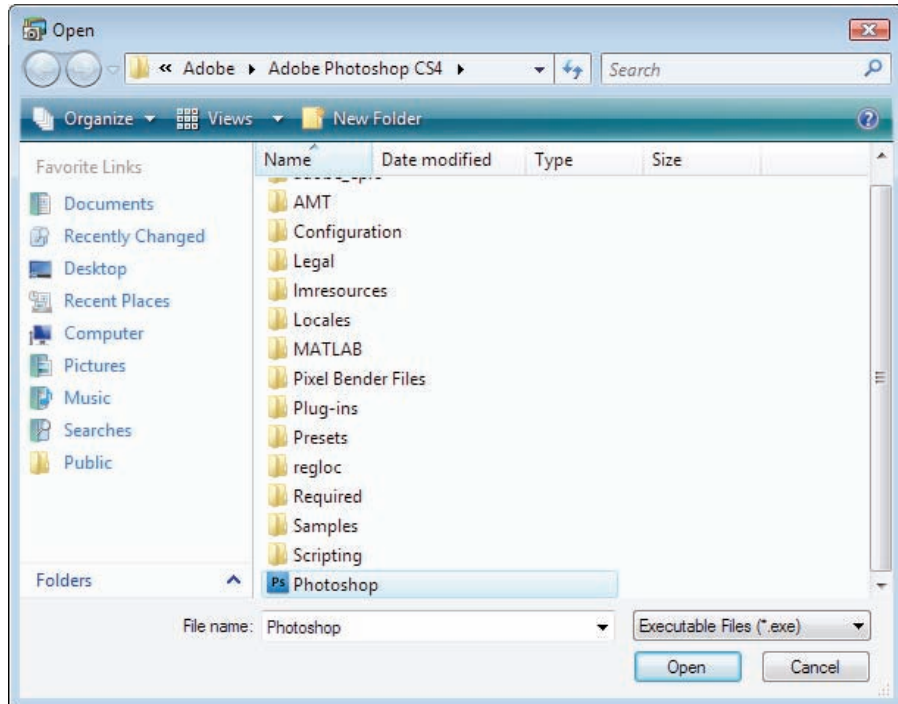 Open
« Adobe Adobe Photoshop CS4
Search
Organize Views New Folder
Favorite Links
Documents
Recently Changed
Desktop
Recent Places
Computer
Pictures
Music
Searches
Public
Folders
Name Date modified Type Size
AMT
Configuration
Legal
lmresources
Locales
MATLAB
Pixel Bender Files
Plug-ins
Presets
regloc
Required
Samples
Scripting
Ps Photoshop
File name: Photoshop
Executable Files (*.exe)
Open Cancel